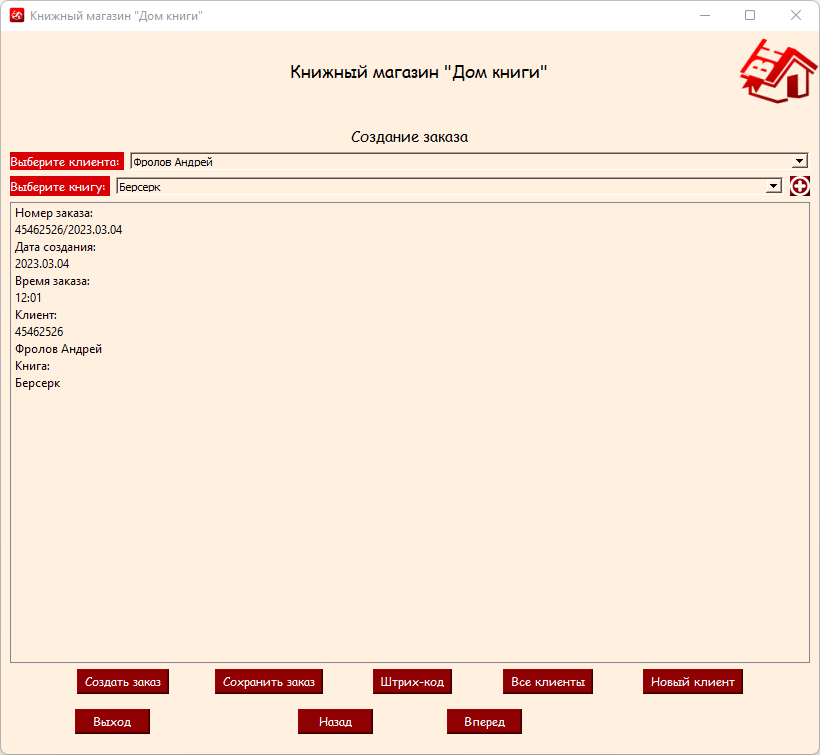 Книжный магазин "Дом книги"
Книжный магазин "Дом книги"
Создание заказа
Выберите клиента: Фролов Андрей
Выберите книгу: Берсерк
Номер заказа:
45462526/2023.03.04
Дата создания:
2023.03.04
Время заказа:
12:01
Клиент:
45462526
Фролов Андрей
Книга:
Берсерк
Создать заказ Сохранить заказ Штрих-код Все клиенты Новый клиент
Выход Назад Вперед